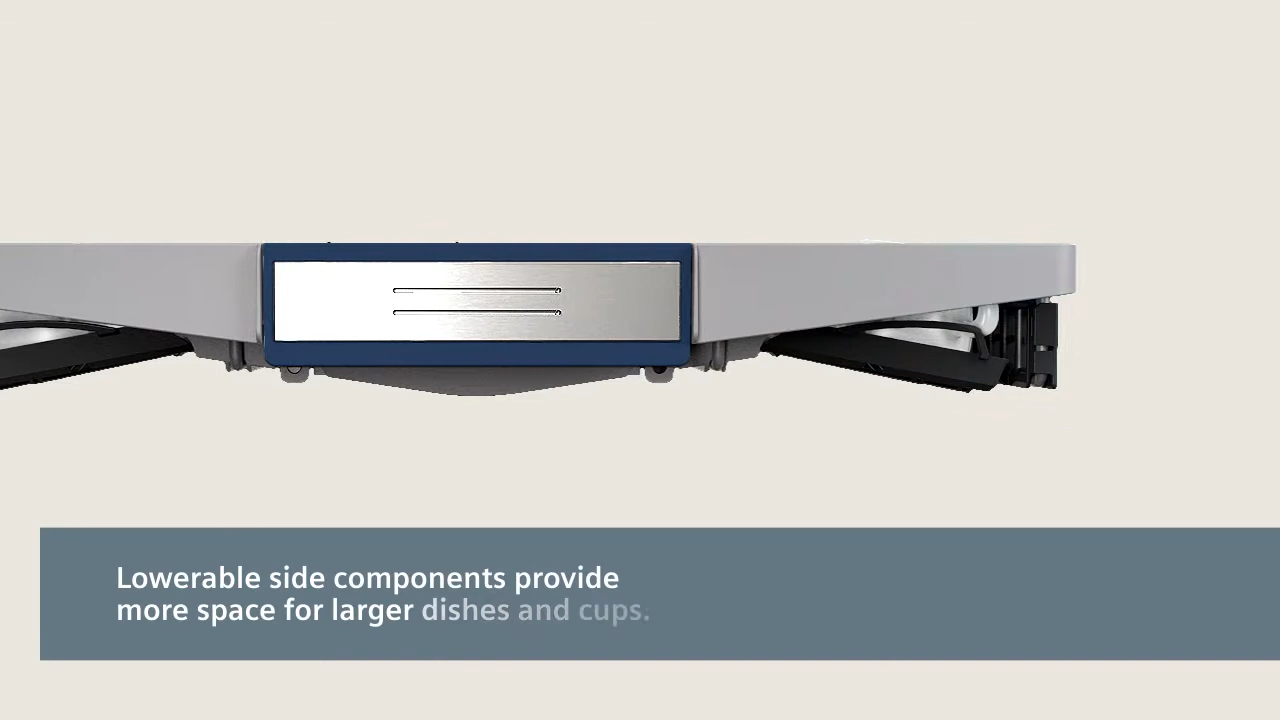 Lowerable side components provide
more space for larger dishes and cups.